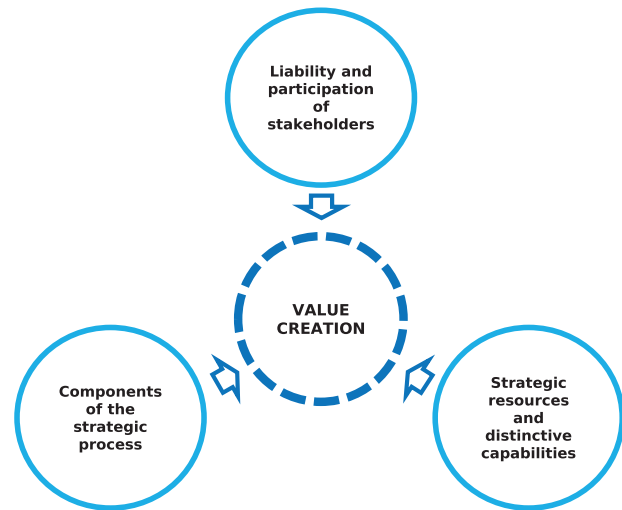 Liability and
participation
of
stakeholders
VALUE
CREATION
Components
of the
strategic
process
Strategic
resources
and
distinctive
capabilities